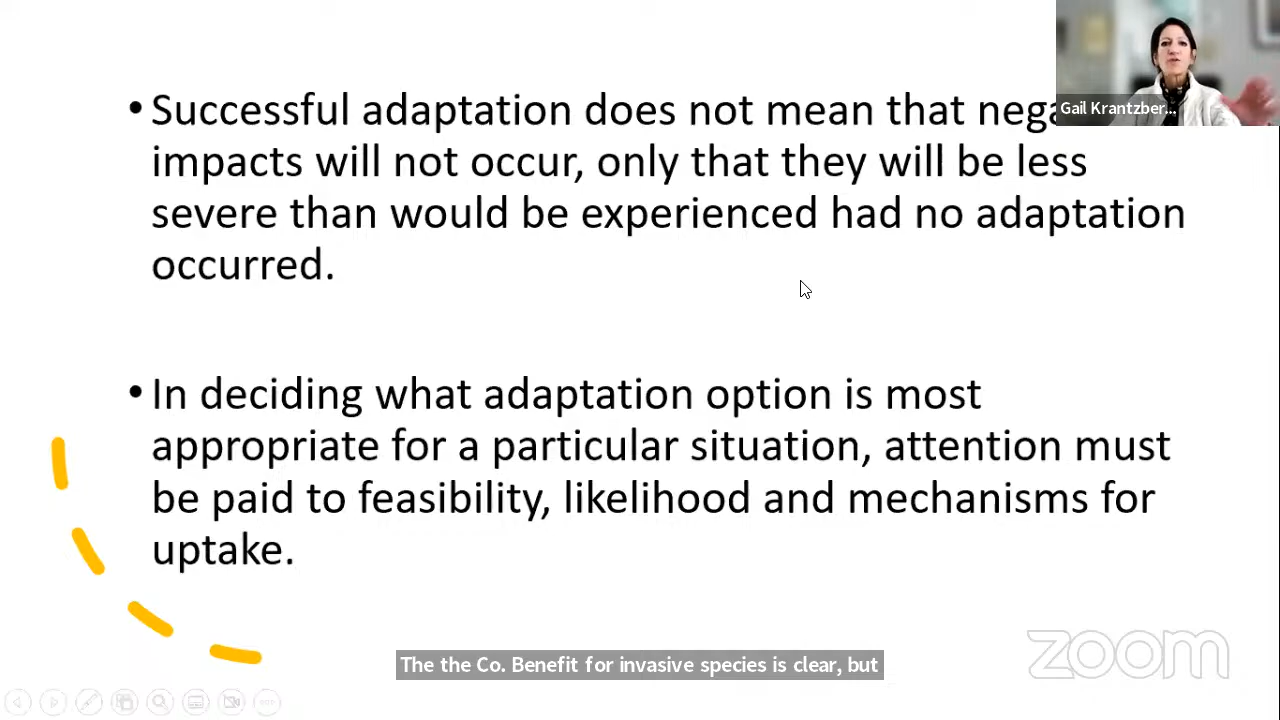 • Successful adaptation does not mean that nega
impacts will not occur, only that they will be less
severe than would be experienced had no adaptation
occurred.
Gail Krantzber...
• In deciding what adaptation option is most
appropriate for a particular situation, attention must
be paid to feasibility, likelihood and mechanisms for
uptake.
zoom
The the Co. Benefit for invasive species is clear, but